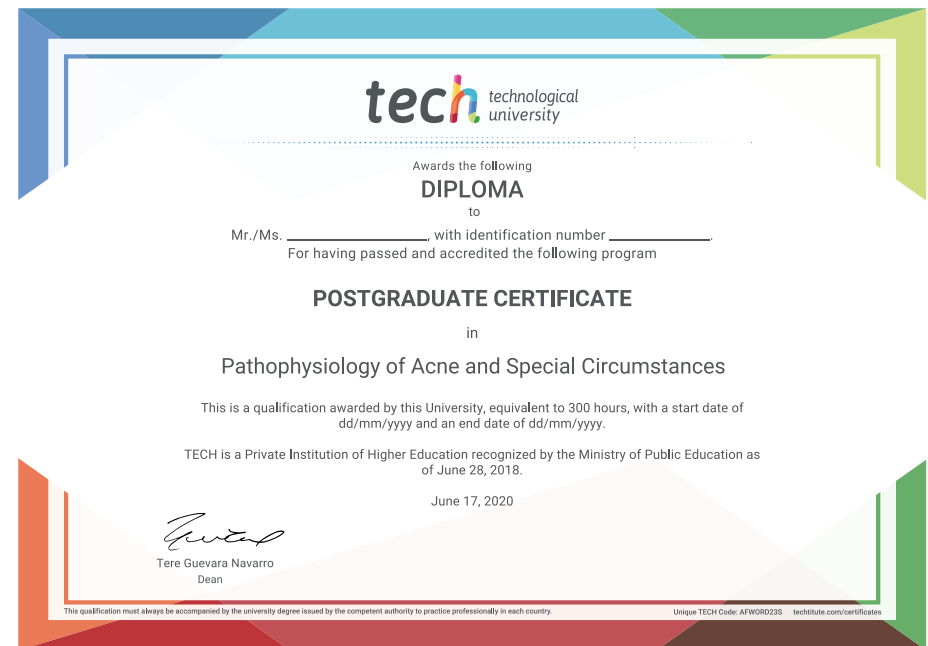 tech technological
university
Awards the following
DIPLOMA
to
Mr./Ms. ____________, with identification number ____________.
For having passed and accredited the following program
POSTGRADUATE CERTIFICATE
in
Pathophysiology of Acne and Special Circumstances
This is a qualification awarded by this University, equivalent to 300 hours, with a start date of
dd/mm/yyyy and an end date of dd/mm/yyyy.
TECH is a Private Institution of Higher Education recognized by the Ministry of Public Education as
of June 28, 2018.
June 17, 2020
Tere Guevara Navarro
Dean
This qualification must always be accompanied by the university degree issued by the competent authority to practice professionally in each country.
Unique TECH Code: AFWORD23S techtitute.com/certificates